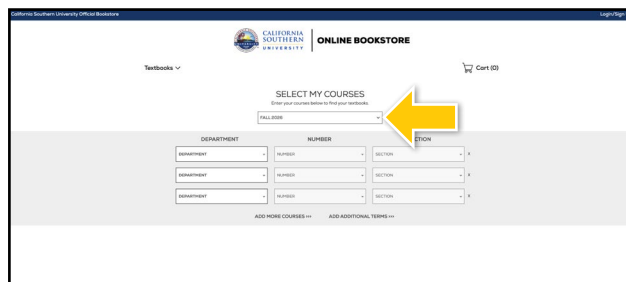 California Southern University Official Bookstore
Login/Sign
CALIFORNIA
SOUTHERN
UNIVERSITY
ONLINE BOOKSTORE
Textbooks
Cart (0)
SELECT MY COURSES
Enter your courses below to find your textbooks.
FALL 2026
DEPARTMENT NUMBER CTION
DEPARTMENT NUMBER SECTION X
DEPARTMENT NUMBER SECTION X
DEPARTMENT NUMBER SECTION X
ADD MORE COURSES >>> ADD ADDITIONAL TERMS >>>